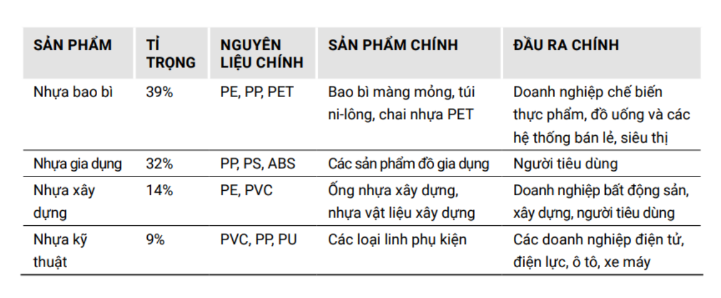 SẢN PHẨM TỈ TRỌNG NGUYÊN LIỆU CHÍNH SẢN PHẨM CHÍNH ĐẦU RA CHÍNH
Nhựa bao bì 39% PE, PP, PET Bao bì màng mỏng, túi ni-lông, chai nhựa PET Doanh nghiệp chế biến thực phẩm, đồ uống và các hệ thống bán lẻ, siêu thị
Nhựa gia dụng 32% PP, PS, ABS Các sản phẩm đồ gia dụng Người tiêu dùng
Nhựa xây dựng 14% PE, PVC Ống nhựa xây dựng, nhựa vật liệu xây dựng Doanh nghiệp bất động sản, xây dựng, người tiêu dùng
Nhựa kỹ thuật 9% PVC, PP, PU Các loại linh phụ kiện Các doanh nghiệp điện tử, điện lực, ô tô, xe máy